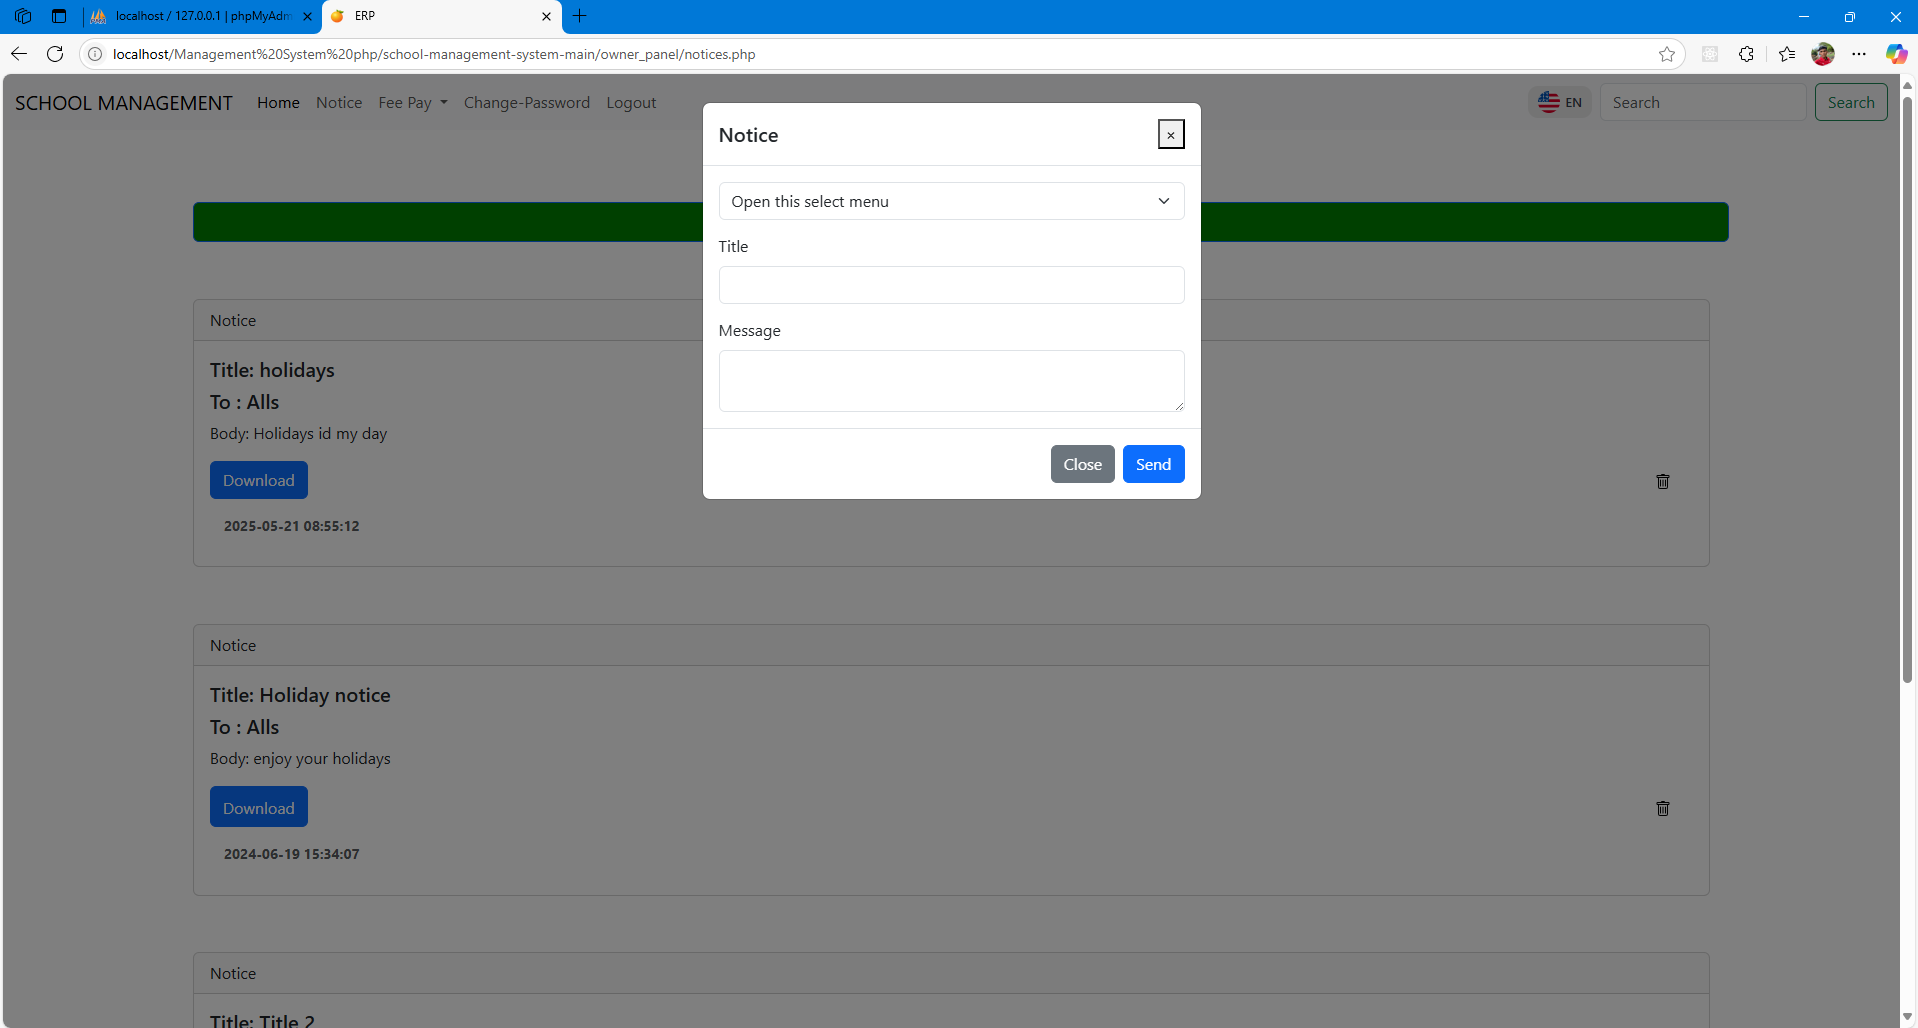 localhost / 127.0.0.1 | phpMyAdm
ERP
localhost/Management%20System%20php/school-management-system-main/owner_panel/notices.php
SCHOOL MANAGEMENT Home Notice Fee Pay Change-Password Logout EN Search Search
Notice
×
Open this select menu
Title
Message
Close Send
Notice
Title: holidays
To : Alls
Body: Holidays id my day
Download
2025-05-21 08:55:12
Notice
Title: Holiday notice
To : Alls
Body: enjoy your holidays
Download
2024-06-19 15:34:07
Notice
Title: Title 2